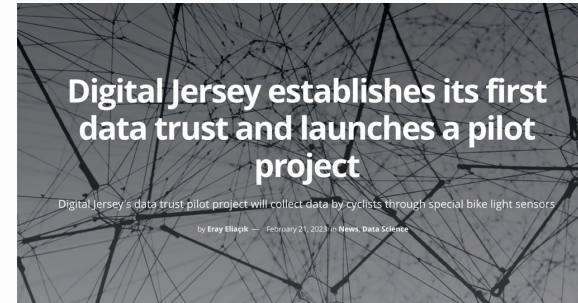 Digital Jersey establishes its first
data trust and launches a pilot
project
Digital Jersey's data trust pilot project will collect data by cyclists through special bike light sensors
by Eray Eliaçık — February 21, 2023 in News, Data Science